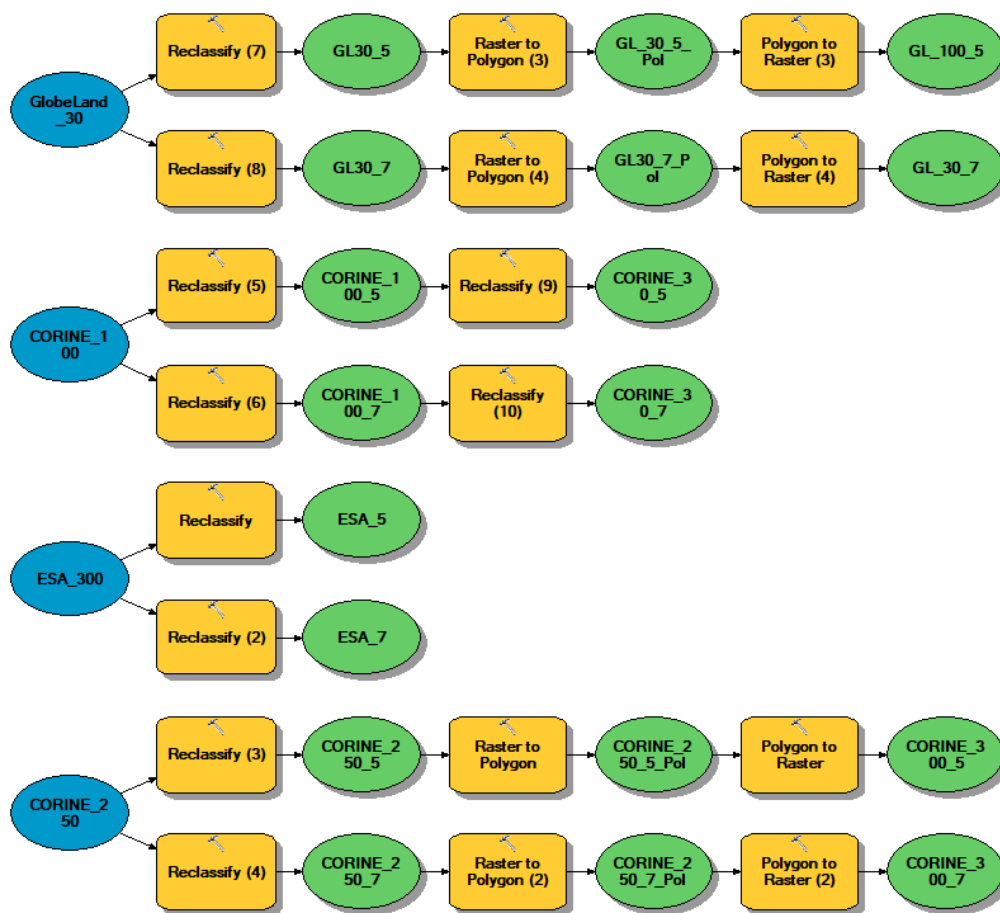 Reclassify (7)
GL30_5
Raster to
Polygon (3)
GL_30_5_
Pol
Polygon to
Raster (3)
GL_100_5
GlobeLand
_30
Reclassify (8)
GL30_7
Raster to
Polygon (4)
GL30_7_P
ol
Polygon to
Raster (4)
GL_30_7
Reclassify (5)
CORINE_1
00_5
Reclassify (9)
CORINE_3
0_5
CORINE_1
00
Reclassify (6)
CORINE_1
00_7
Reclassify
(10)
CORINE_3
0_7
Reclassify
ESA_5
ESA_300
Reclassify (2)
ESA_7
Reclassify (3)
CORINE_2
50_5
Raster to
Polygon
CORINE_2
50_5_Pol
Polygon to
Raster
CORINE_3
00_5
CORINE_2
50
Reclassify (4)
CORINE_2
50_7
Raster to
Polygon (2)
CORINE_2
50_7_Pol
Polygon to
Raster (2)
CORINE_3
00_7